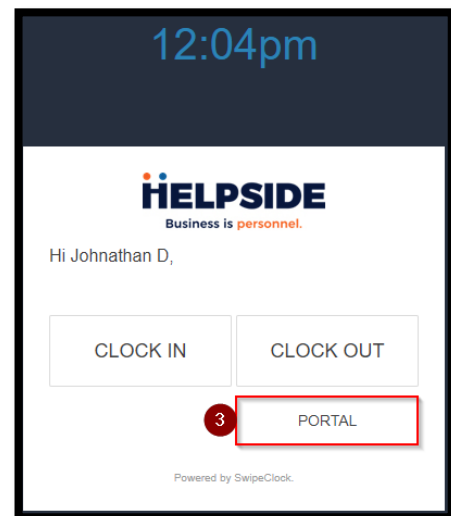 12:04pm
HELPSIDE
Business is personnel.
Hi Johnathan D,
CLOCK IN CLOCK OUT
3 PORTAL
Powered by SwipeClock.